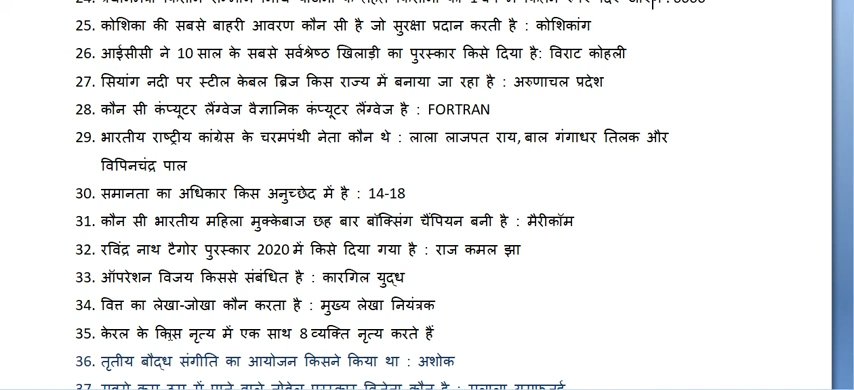 25. कोशिका की सबसे बाहरी आवरण कौन सी है जो सुरक्षा प्रदान करती है : कोशिकांग
26. आईसीसी ने 10 साल के सबसे सर्वश्रेष्ठ खिलाड़ी का पुरस्कार किसे दिया है: विराट कोहली
27. सियांग नदी पर स्टील केबल ब्रिज किस राज्य में बनाया जा रहा है : अरुणाचल प्रदेश
28. कौन सी कंप्यूटर लैंग्वेज वैज्ञानिक कंप्यूटर लैंग्वेज है : FORTRAN
29. भारतीय राष्ट्रीय कांग्रेस के चरमपंथी नेता कौन थे : लाला लाजपत राय, बाल गंगाधर तिलक और
विपिनचंद्र पाल
30. समानता का अधिकार किस अनुच्छेद में है : 14-18
31. कौन सी भारतीय महिला मुक्केबाज छह बार बॉक्सिंग चैंपियन बनी है : मैरीकॉम
32. रविंद्र नाथ टैगोर पुरस्कार 2020 में किसे दिया गया है : राज कमल झा
33. ऑपरेशन विजय किससे संबंधित है : कारगिल युद्ध
34. वित्त का लेखा-जोखा कौन करता है : मुख्य लेखा नियंत्रक
35. केरल के किस नृत्य में एक साथ 8 व्यक्ति नृत्य करते हैं
36. तृतीय बौद्ध संगीति का आयोजन किसने किया था : अशोक